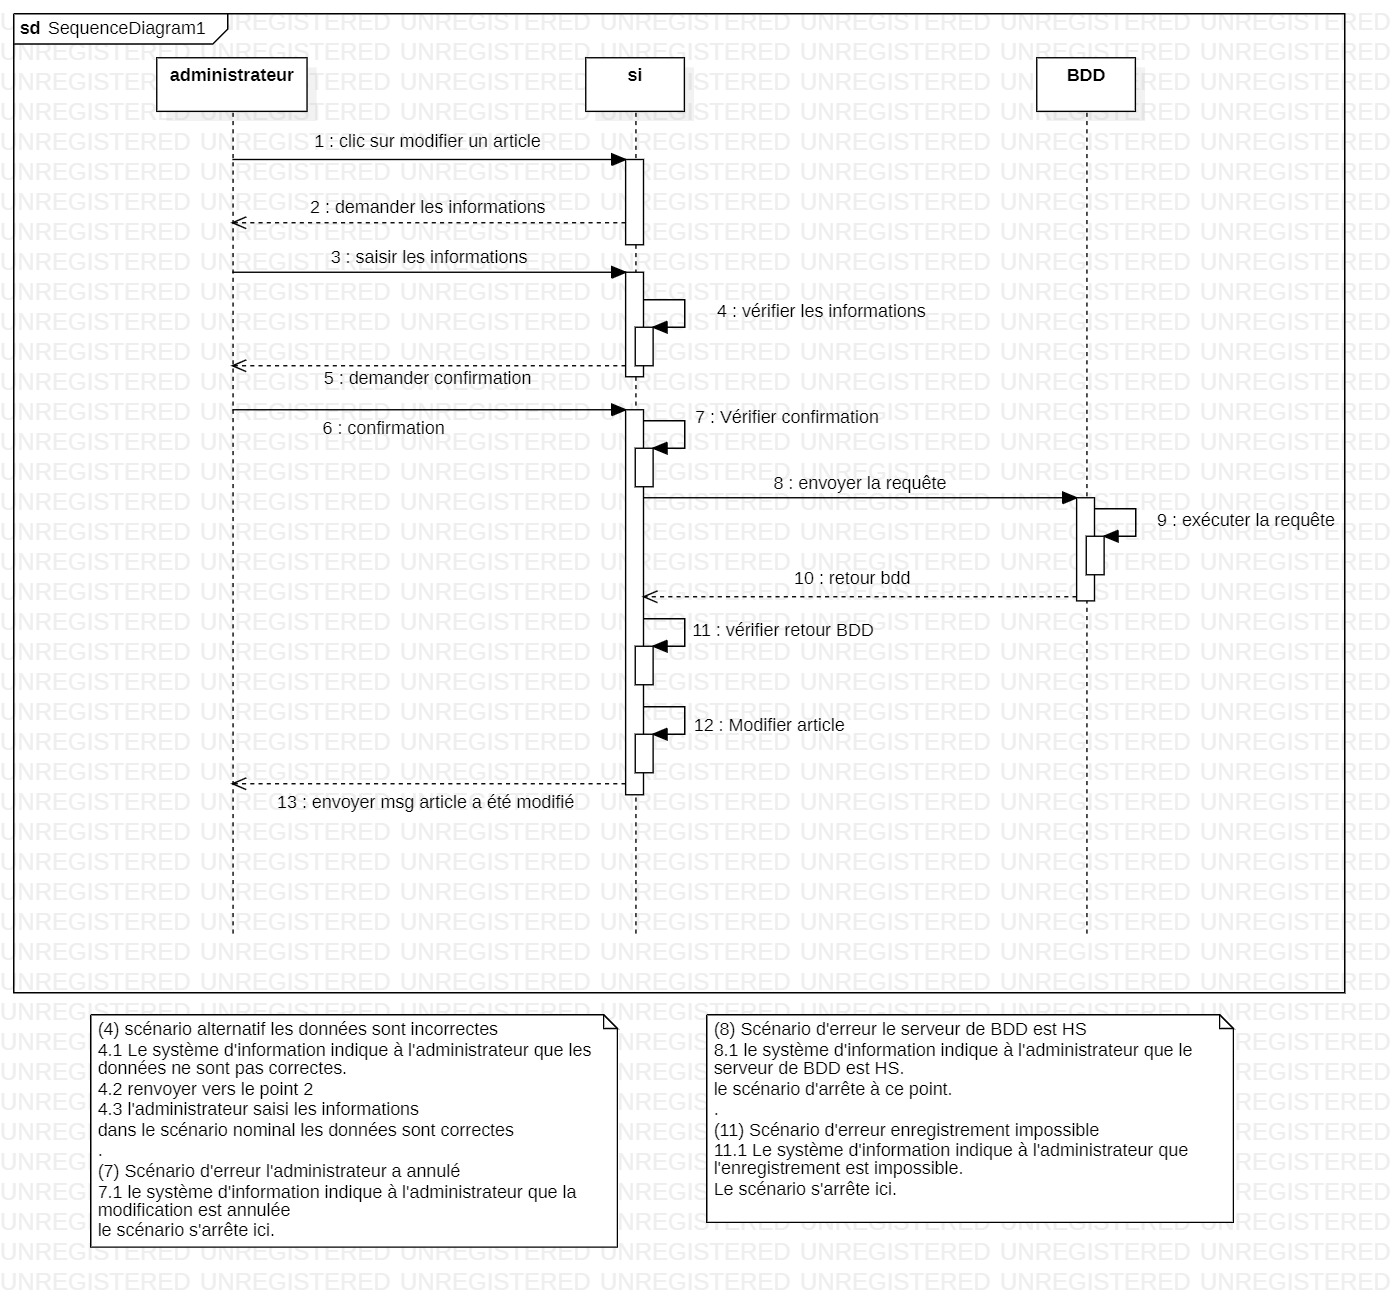 sd SequenceDiagram1
administrateur
si
BDD
1 : clic sur modifier un article
2 : demander les informations
3 : saisir les informations
4 : vérifier les informations
5 : demander confirmation
6 : confirmation
7 : Vérifier confirmation
8 : envoyer la requête
9 : exécuter la requête
10 : retour bdd
11 : vérifier retour BDD
12 : Modifier article
13 : envoyer msg article a été modifié
(4) scénario alternatif les données sont incorrectes
4.1 Le système d'information indique à l'administrateur que les
données ne sont pas correctes.
4.2 renvoyer vers le point 2
4.3 l'administrateur saisi les informations
dans le scénario nominal les données sont correctes
.
(7) Scénario d'erreur l'administrateur a annulé
7.1 le système d'information indique à l'administrateur que la
modification est annulée
le scénario s'arrête ici.
(8) Scénario d'erreur le serveur de BDD est HS
8.1 le système d'information indique à l'administrateur que le
serveur de BDD est HS.
le scénario d'arrête à ce point.
.
(11) Scénario d'erreur enregistrement impossible
11.1 Le système d'information indique à l'administrateur que
l'enregistrement est impossible.
Le scénario s'arrête ici.
UNREGISTERED